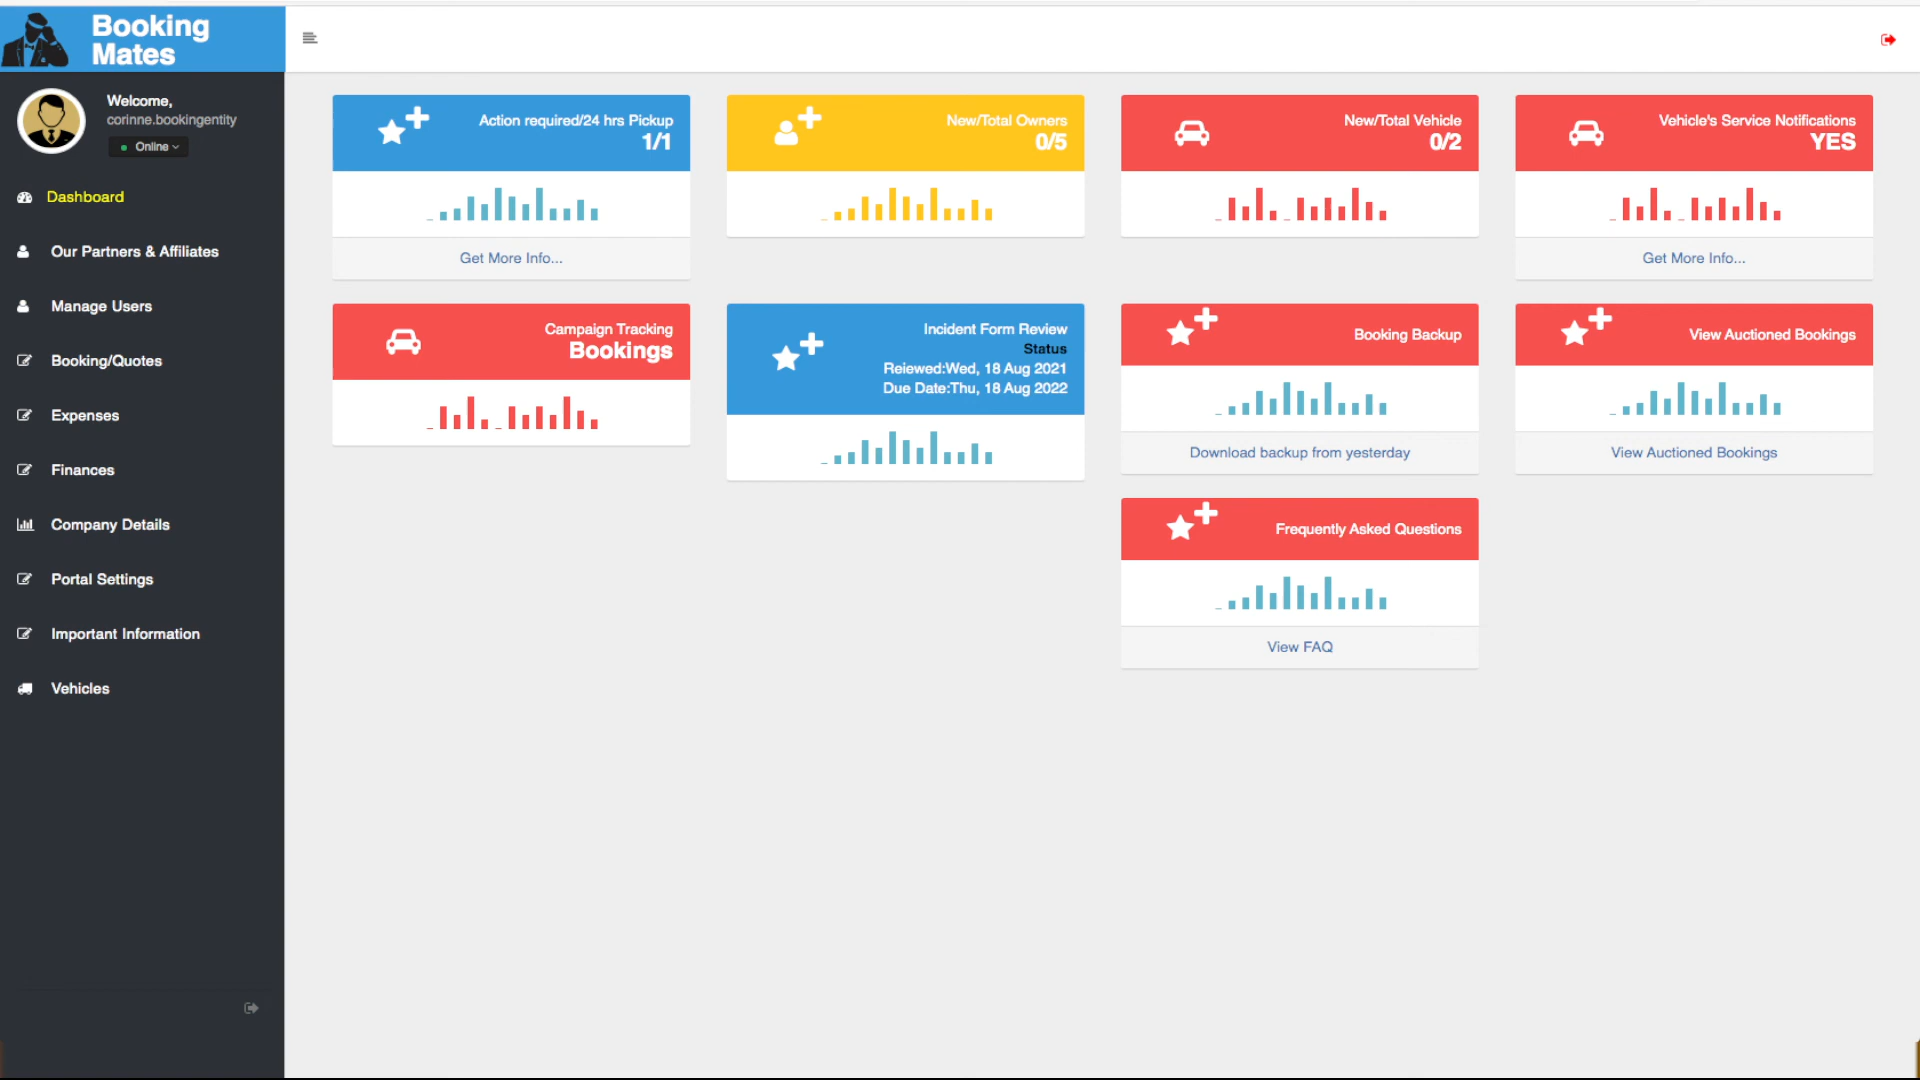 Booking
Mates
Welcome,
corinne.bookingentity
Online
Dashboard
Our Partners & Affiliates
Manage Users
Booking/Quotes
Expenses
Finances
Company Details
Portal Settings
Important Information
Vehicles
Action required/24 hrs Pickup
1/1
Get More Info...
New/Total Owners
0/5
New/Total Vehicle
0/2
Vehicle's Service Notifications
YES
Get More Info...
Campaign Tracking
Bookings
Incident Form Review
Status
Reiewed:Wed, 18 Aug 2021
Due Date:Thu, 18 Aug 2022
Booking Backup
Download backup from yesterday
View Auctioned Bookings
View Auctioned Bookings
Frequently Asked Questions
View FAQ